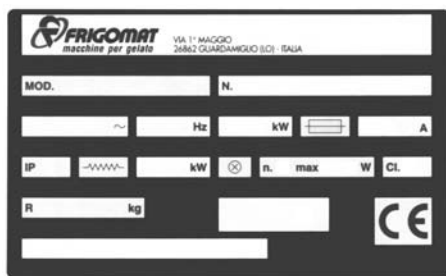 FRIGOMAT
macchine per gelato
VIA 1° MAGGIO
26862 GUARDAMIGLIO (LO) - ITALIA
MOD. N.
~ Hz kW A
IP kW n. max W Cl.
R kg
CE